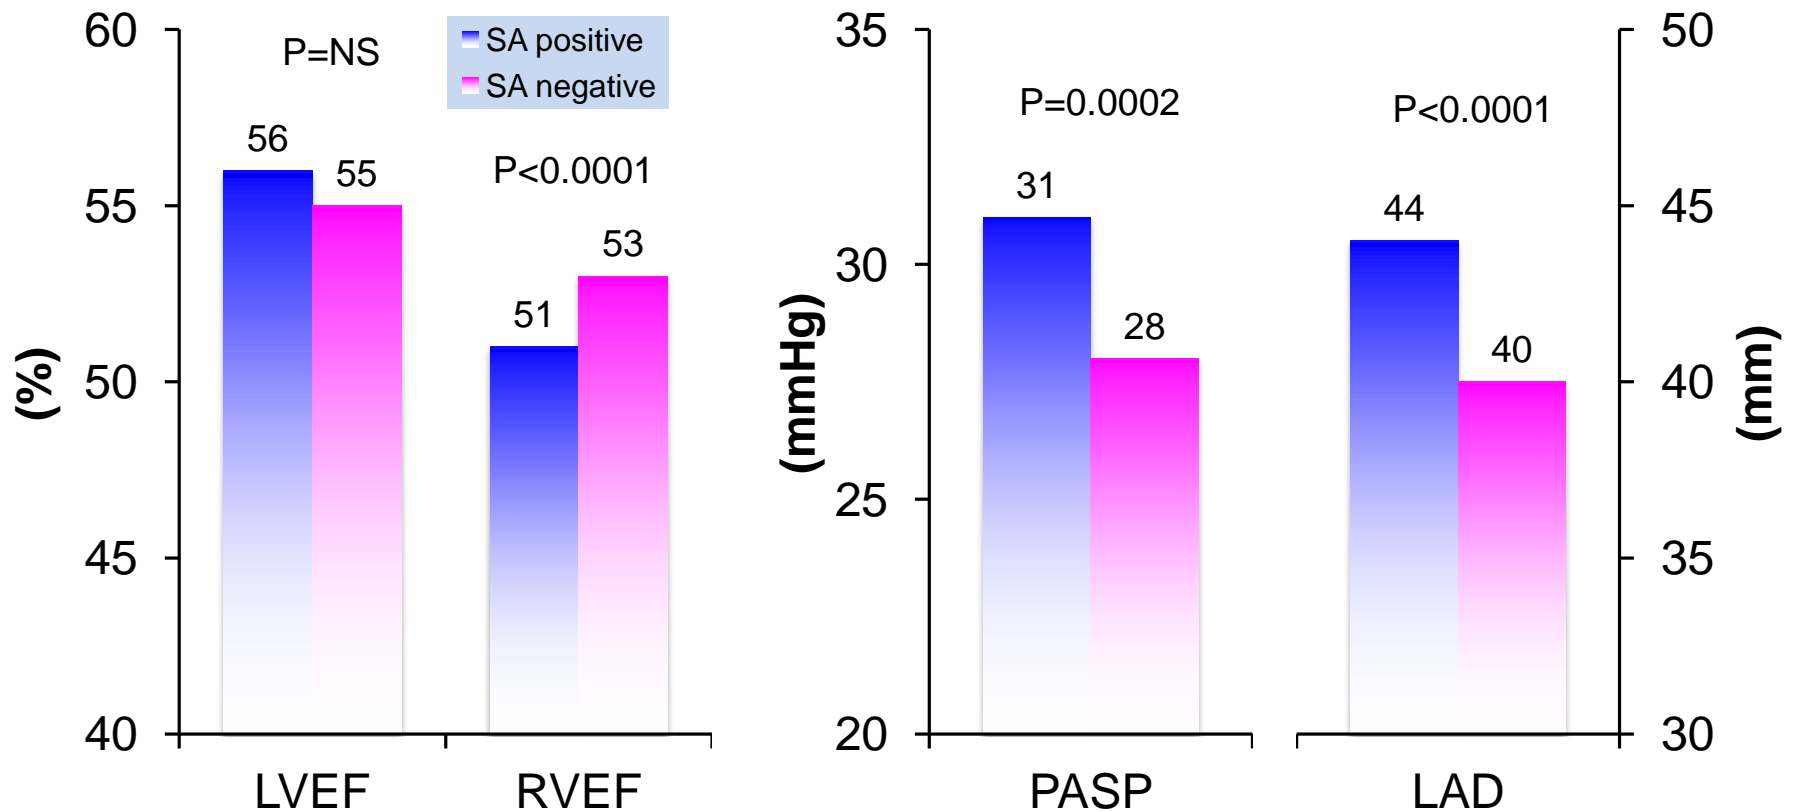 60
55
50
45
40
(%)
P=NS
SA positive
SA negative
56
55
P<0.0001
51
53
LVEF
RVEF
35
30
25
20
(mmHg)
P=0.0002
31
28
PASP
P<0.0001
44
40
LAD
50
45
40
35
30
(mm)